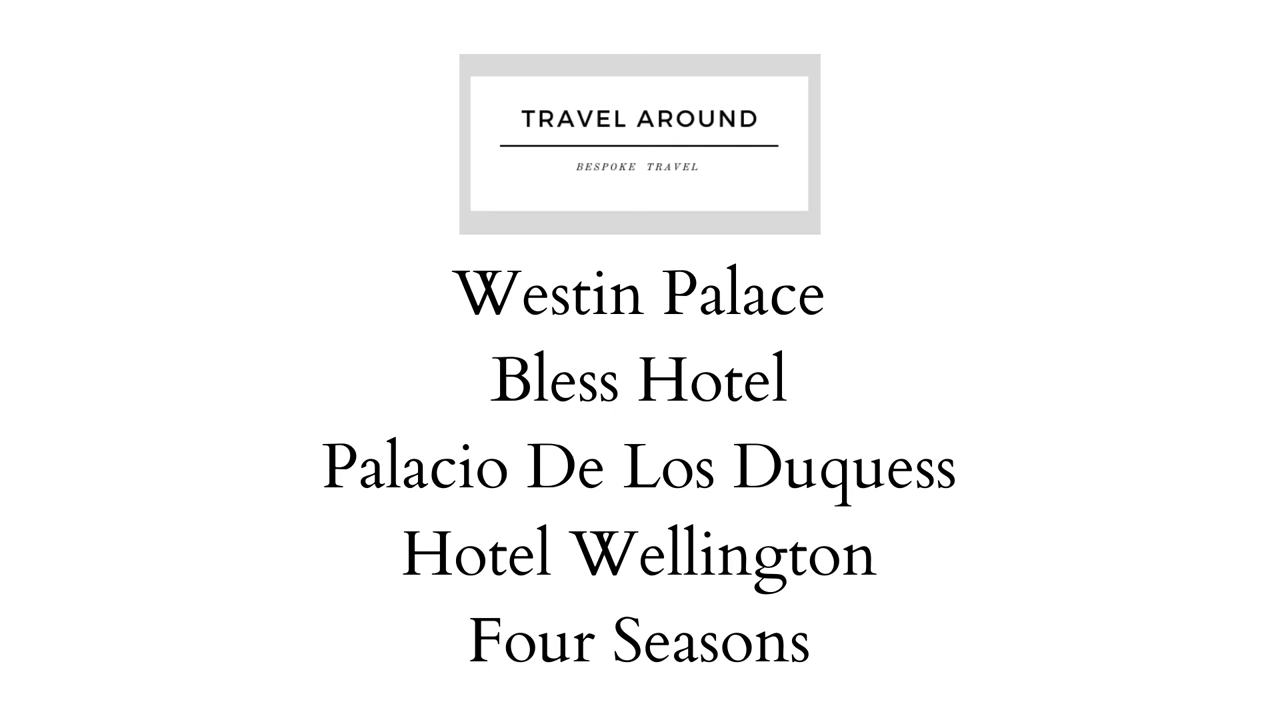 TRAVEL AROUND
BESPOKE TRAVEL
Westin Palace
Bless Hotel
Palacio De Los Duquess
Hotel Wellington
Four Seasons